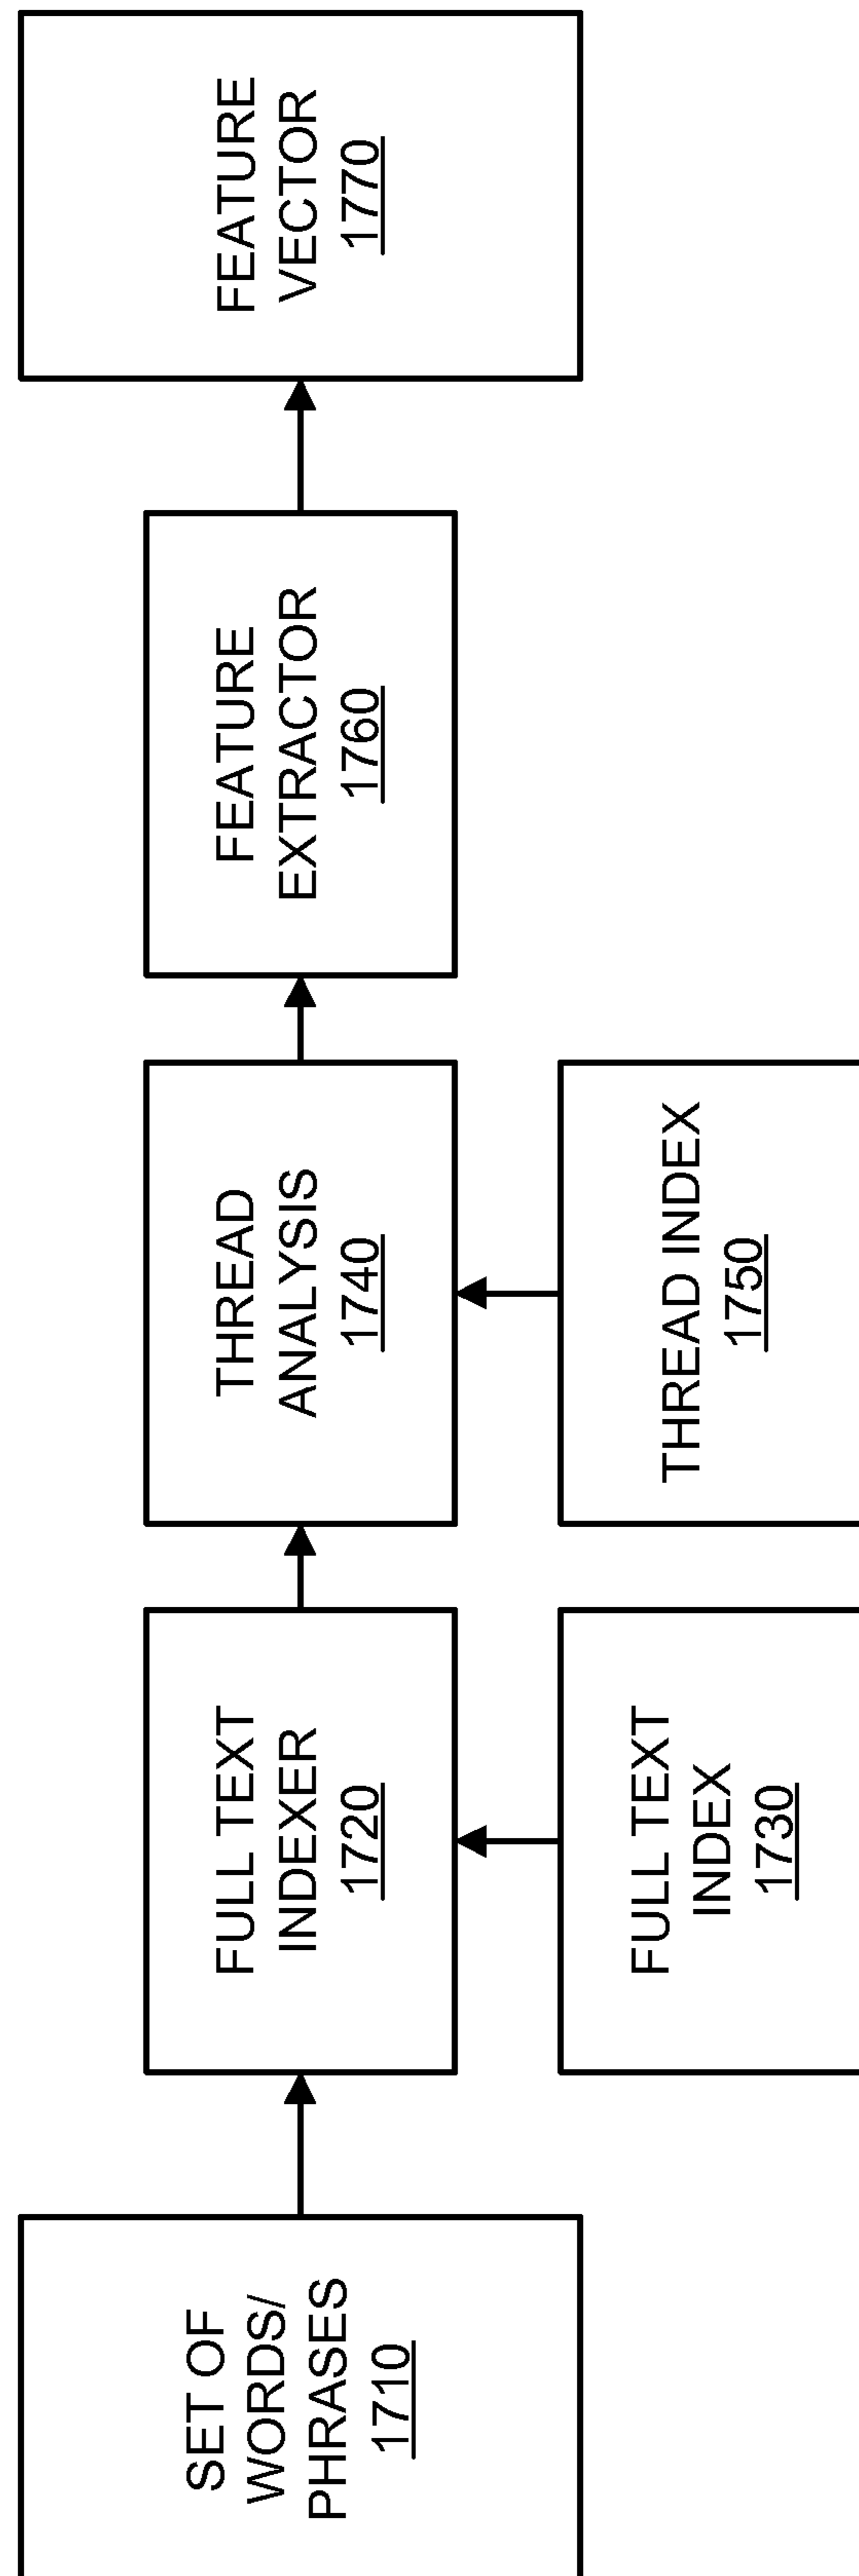 SET OF
WORDS/
PHRASES
1710
FULL TEXT
INDEXER
1720
FULL TEXT
INDEX
1730
THREAD
ANALYSIS
1740
THREAD INDEX
1750
FEATURE
EXTRACTOR
1760
FEATURE
VECTOR
1770